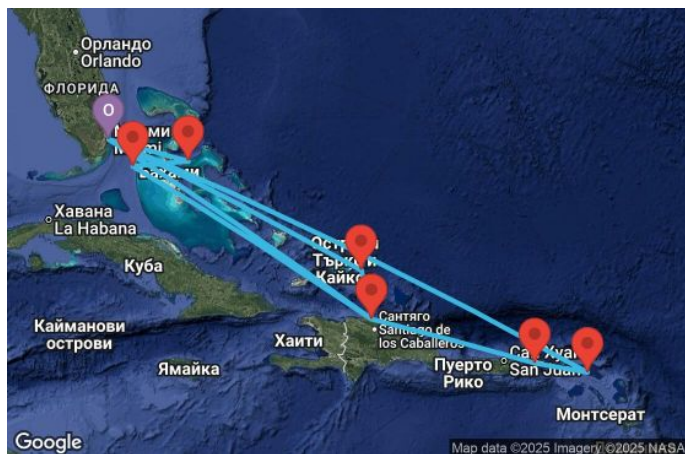 Орландо
Orlando
ФЛОРИДА
O
Бахами
Хавана
La Habana
Куба
Кайманови
острови
Ямайка
Хаити
Сантяго
Santiago de
los Caballeros
Пуерто
Рико
San Juan
Монтсерат
Google
Map data ©2025 Imagery ©2025 NASA